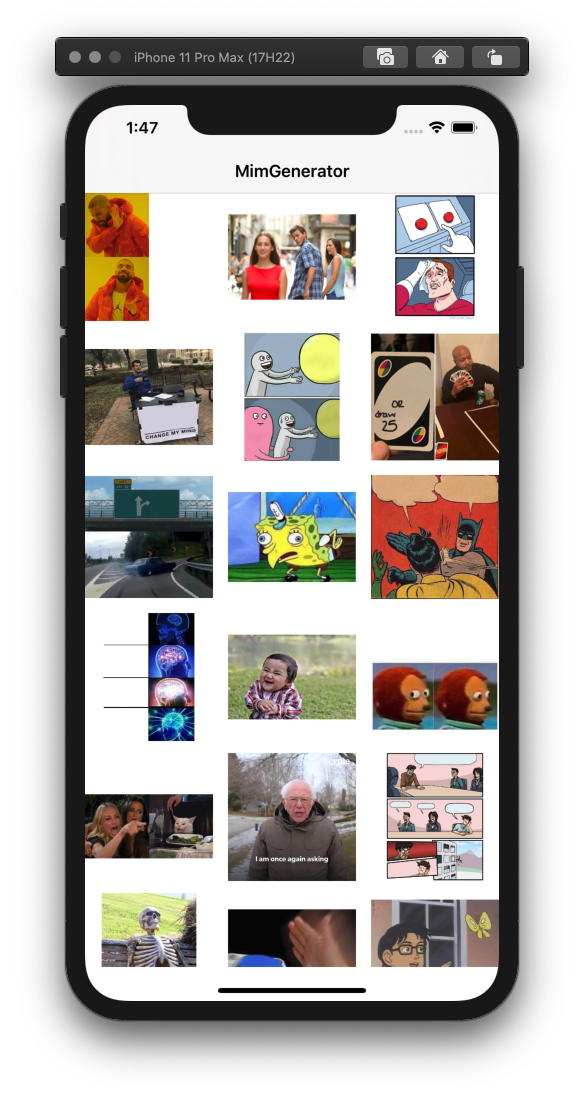 iPhone 11 Pro Max (17H22)
1:47
MimGenerator
OR
draw
25
CHANGE MY MIND
I am once again asking